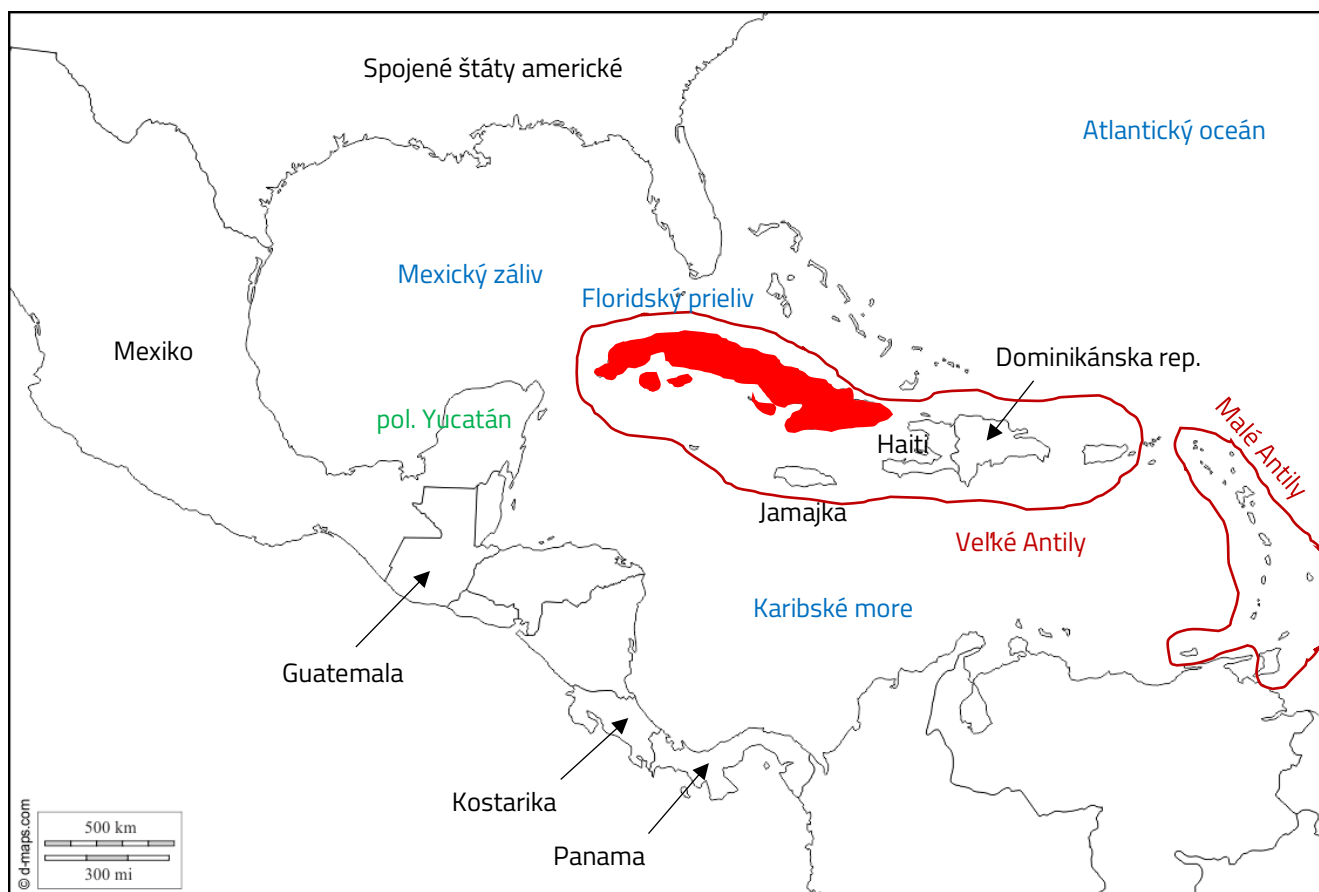 Spojené štáty americké
Atlantický oceán
Mexický záliv
Floridský prieliv
Mexiko
Dominikánska rep.
pol. Yucatán
Malé Antily
Haiti
Jamajka
Veľké Antily
Karibské more
Guatemala
Kostarika
Panama
500 km
300 mi
© d-maps.com